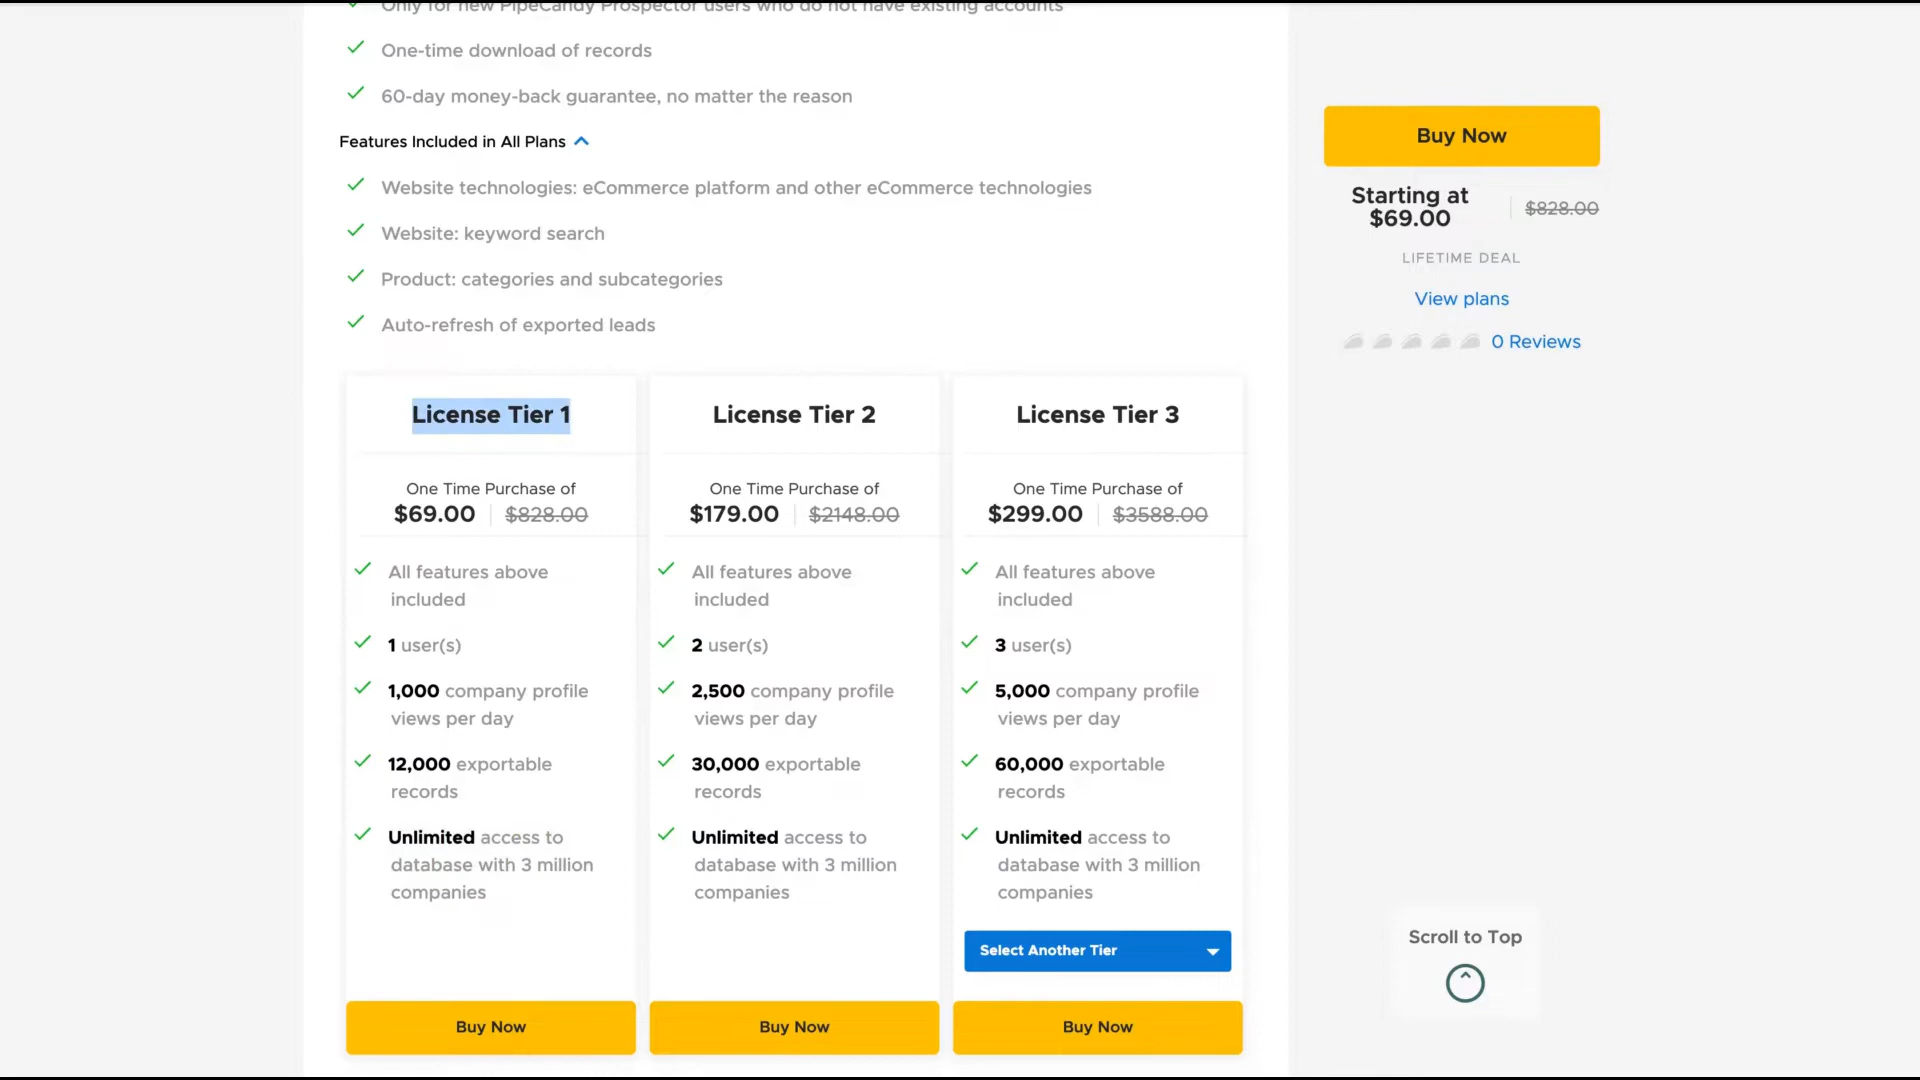 Only for new PipeCandy Prospector users who do not have existing accounts
One-time download of records
60-day money-back guarantee, no matter the reason
Features Included in All Plans
Website technologies: eCommerce platform and other eCommerce technologies
Website: keyword search
Product: categories and subcategories
Auto-refresh of exported leads
Buy Now
Starting at
$69.00
$828.00
LIFETIME DEAL
View plans
0 Reviews
License Tier 1
One Time Purchase of
$69.00 $828.00
All features above
included
1 user(s)
1,000 company profile
views per day
12,000 exportable
records
Unlimited access to
database with 3 million
companies
Buy Now
License Tier 2
One Time Purchase of
$179.00 $2148.00
All features above
included
2 user(s)
2,500 company profile
views per day
30,000 exportable
records
Unlimited access to
database with 3 million
companies
Buy Now
License Tier 3
One Time Purchase of
$299.00 $3588.00
All features above
included
3 user(s)
5,000 company profile
views per day
60,000 exportable
records
Unlimited access to
database with 3 million
companies
Select Another Tier
Buy Now
Scroll to Top